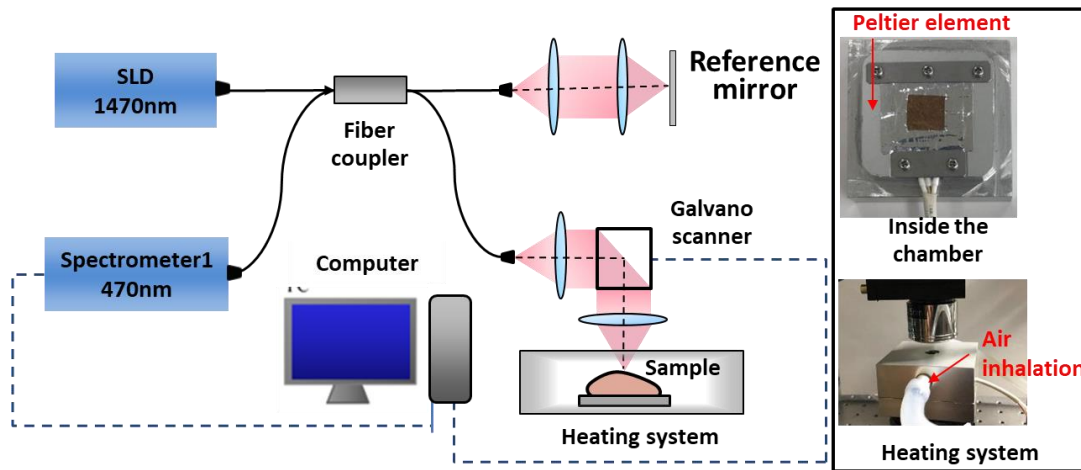 SLD
1470nm
Fiber
coupler
Reference
mirror
Spectrometer1
470nm
Computer
Galvano
scanner
Sample
Heating system
Peltier element
Inside the
chamber
Air
inhalation
Heating system